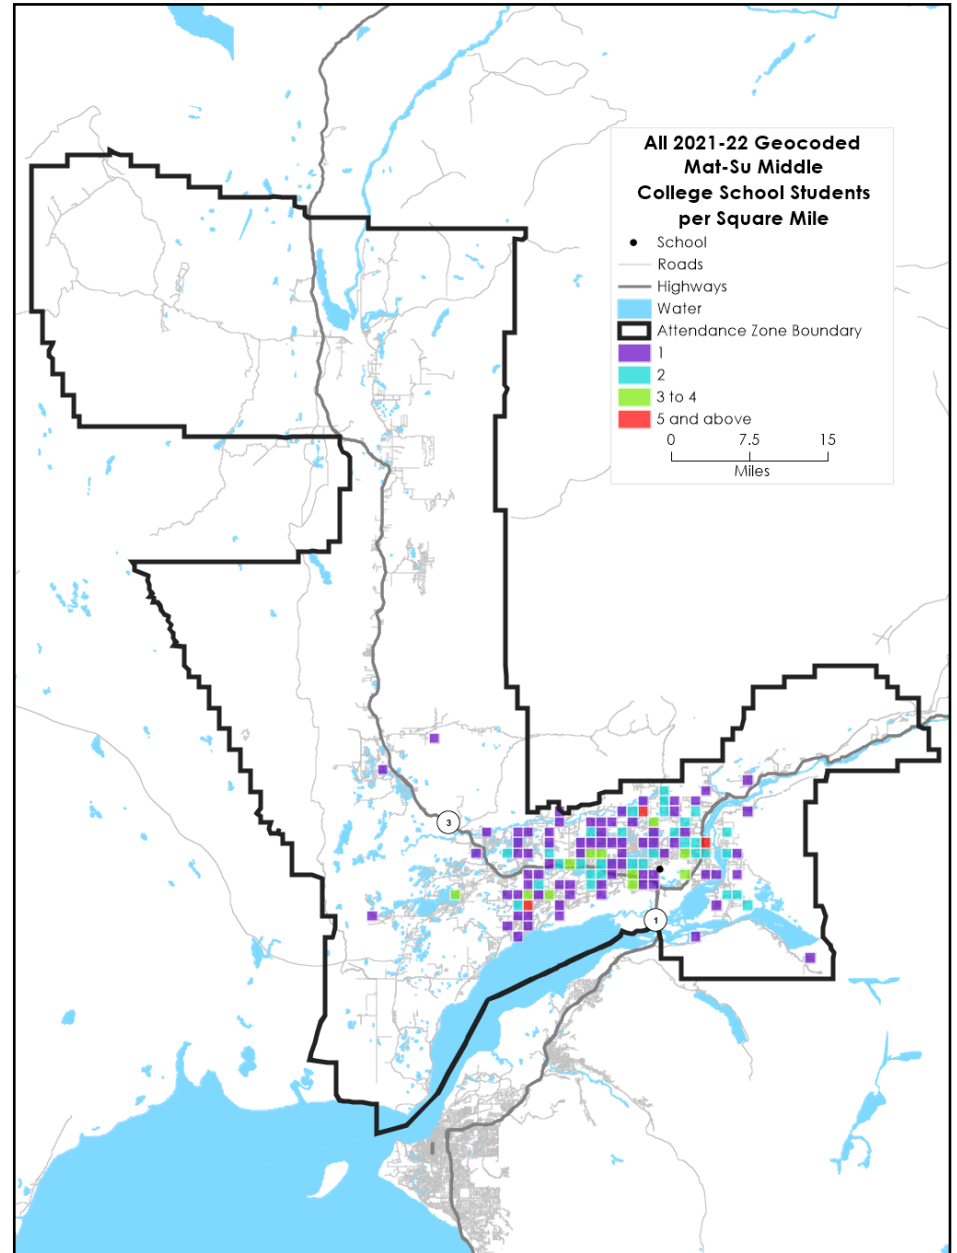 All 2021-22 Geocoded
Mat-Su Middle
College School Students
per Square Mile
School
Roads
Highways
Water
Attendance Zone Boundary
1
2
3 to 4
5 and above
0 7.5 15
Miles
3
1